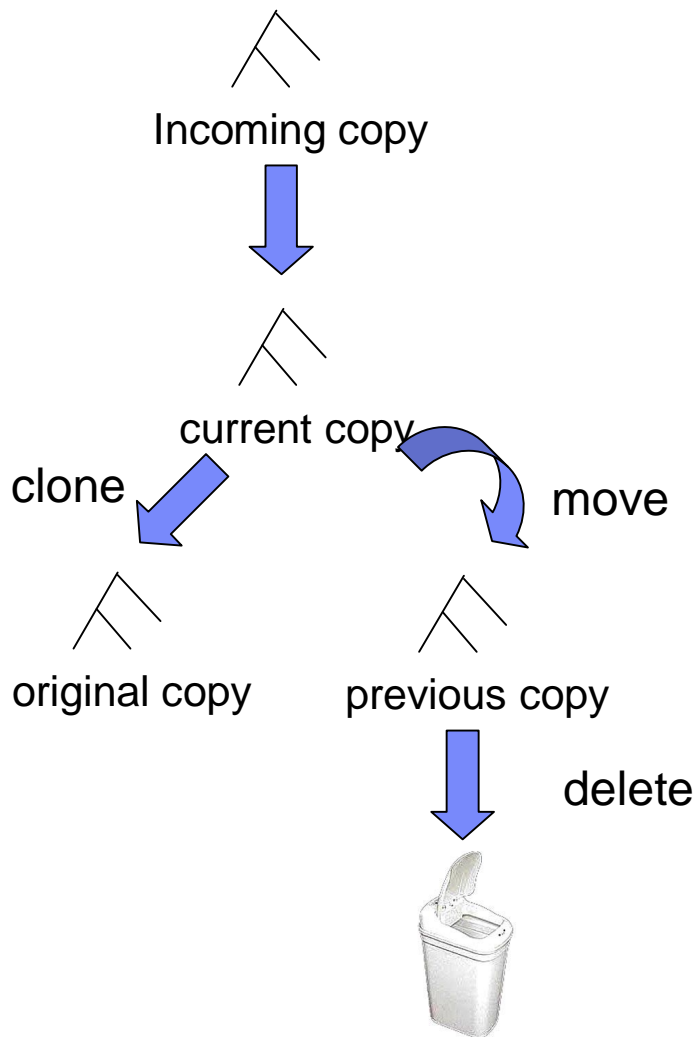 Incoming copy
current copy
clone
move
original copy
previous copy
delete